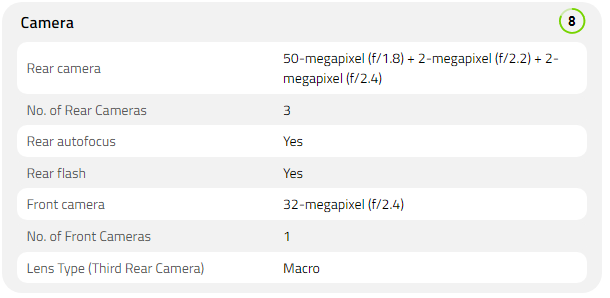 Camera 8
Rear camera 50-megapixel (f/1.8) + 2-megapixel (f/2.2) + 2-
megapixel (f/2.4)
No. of Rear Cameras 3
Rear autofocus Yes
Rear flash Yes
Front camera 32-megapixel (f/2.4)
No. of Front Cameras 1
Lens Type (Third Rear Camera) Macro